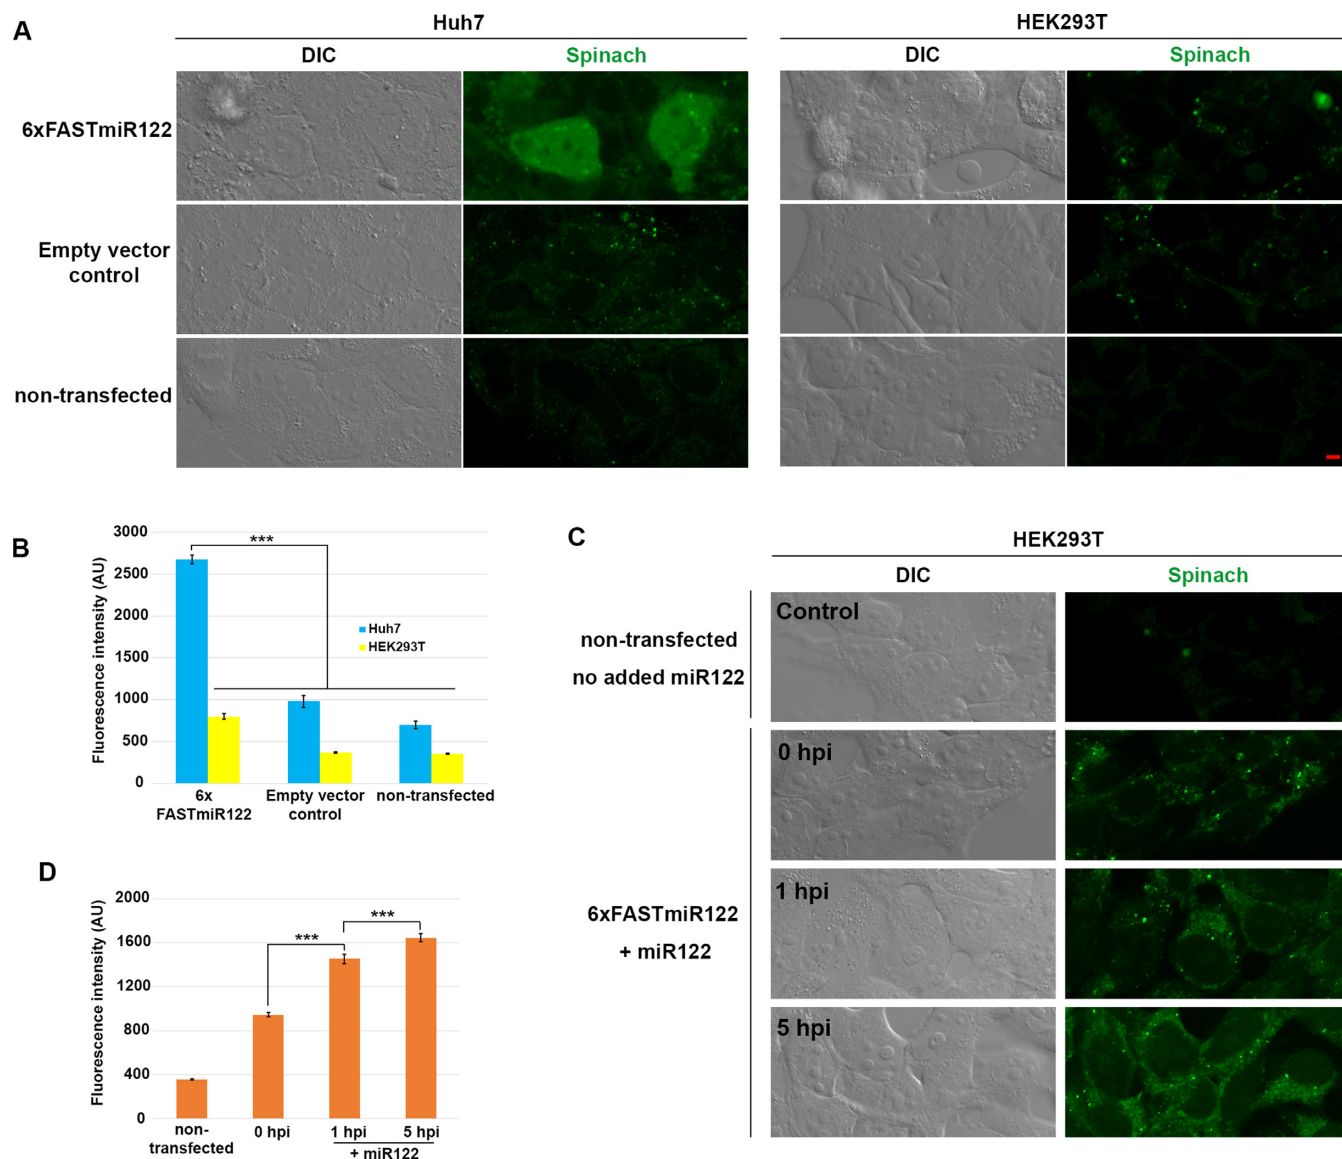 A
Huh7
HEK293T
DIC
Spinach
DIC
Spinach
6xFASTmiR122
Empty vector
control
non-transfected
B
3000
2500
2000
1500
1000
500
0
Fluorescence intensity (AU)
***
Huh7
HEK293T
6x
FASTmiR122
Empty vector
control
non-transfected
C
HEK293T
DIC
Spinach
non-transfected
no added miR122
Control
6xFASTmiR122
+ miR122
0 hpi
1 hpi
5 hpi
D
2000
1600
1200
800
400
0
Fluorescence intensity (AU)
***
***
non-
transfected
0 hpi
1 hpi
5 hpi
+ miR122